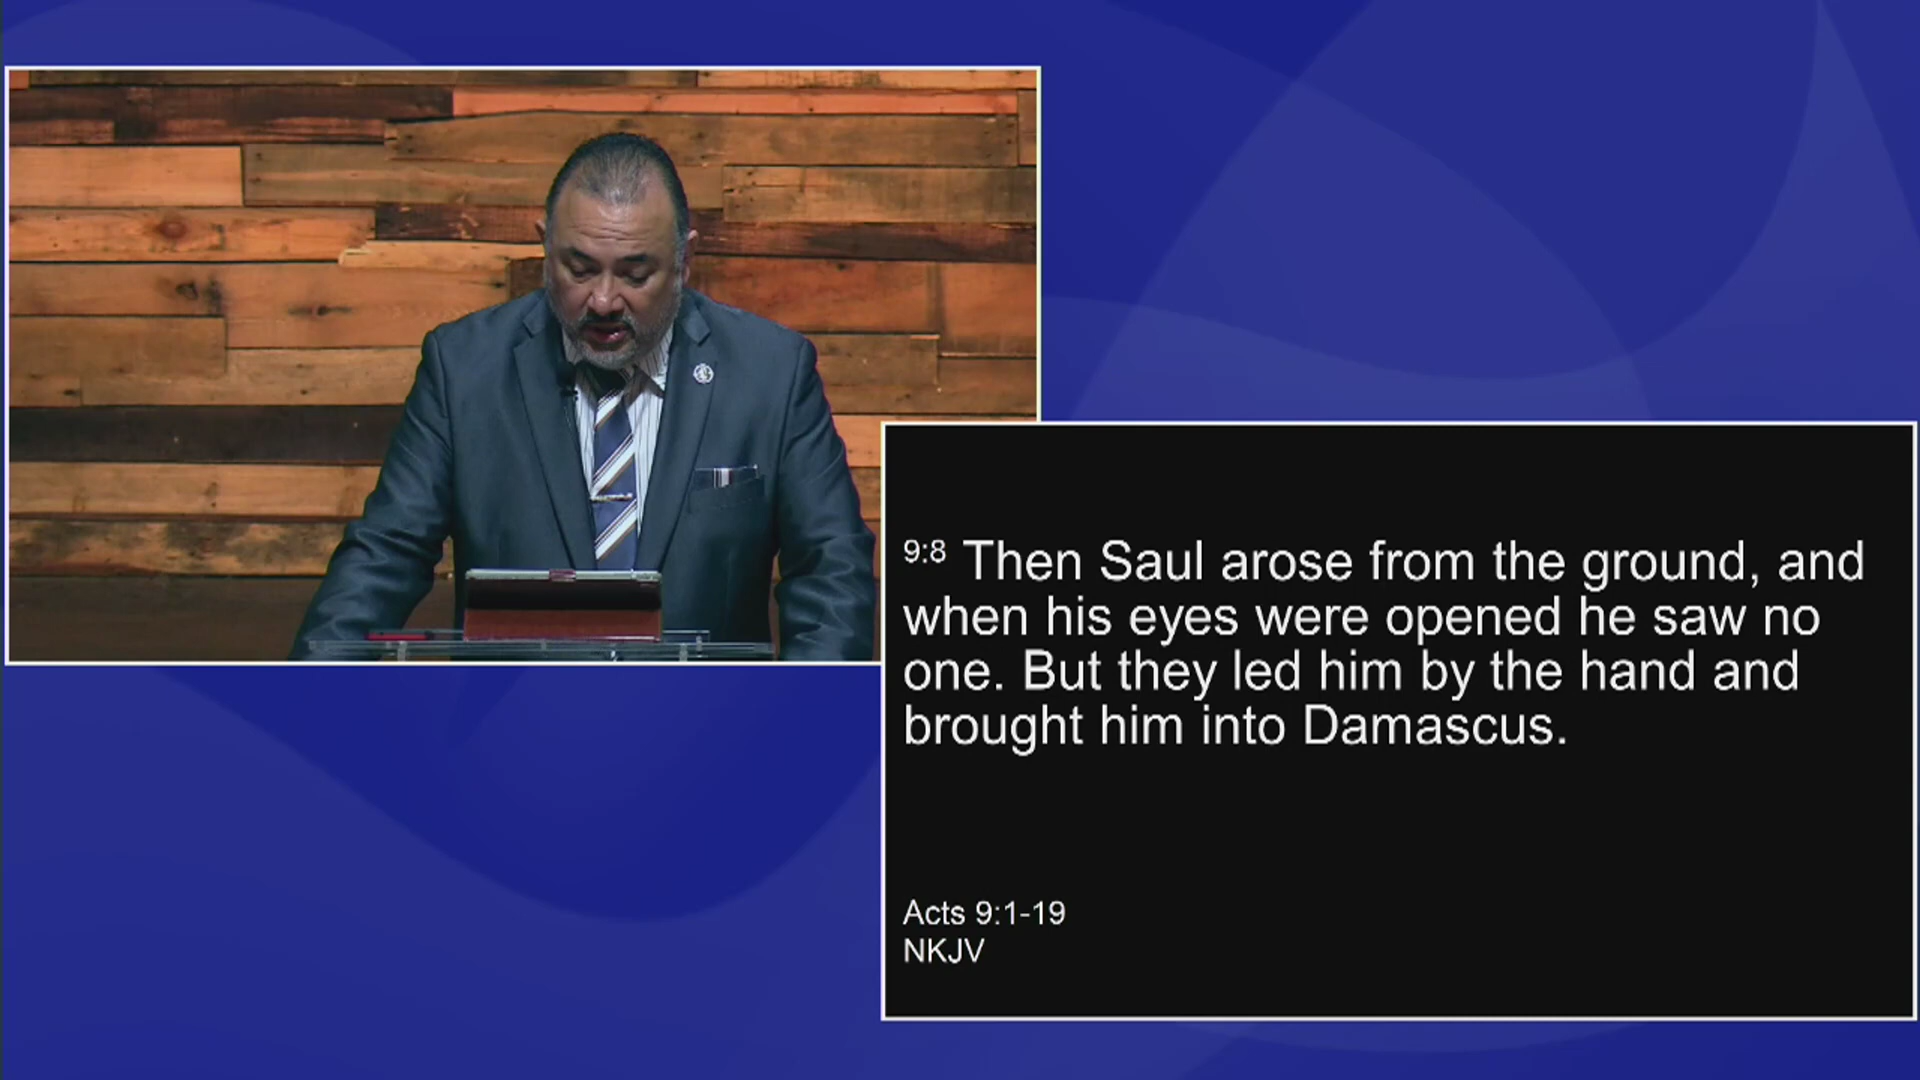 9:8 Then Saul arose from the ground, and
when his eyes were opened he saw no
one. But they led him by the hand and
brought him into Damascus.
Acts 9:1-19
NKJV